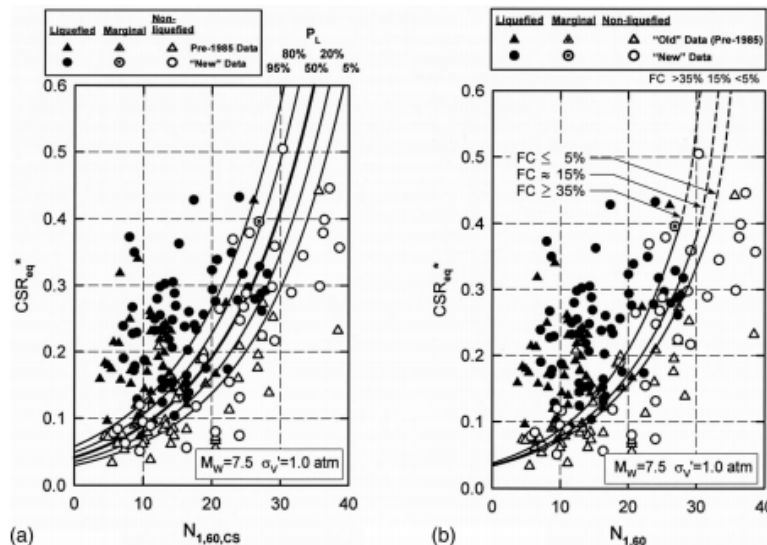 Liquefied Marginal Non-liquefied
Pre-1985 Data
"New" Data
P_L
80% 20%
95% 50% 5%
0.6
0.5
0.4
0.3
0.2
0.1
0.0
CSR_eq*
M_W=7.5 σ_V'=1.0 atm
0 10 20 30 40
N_1,60,CS
(a)
Liquefied Marginal Non-liquefied
"Old" Data (Pre-1985)
"New" Data
FC >35% 15% <5%
0.6
0.5
0.4
0.3
0.2
0.1
0.0
CSR_eq*
FC ≤ 5%
FC ≈ 15%
FC ≥ 35%
M_W=7.5 σ_V'=1.0 atm
0 10 20 30 40
N_1,60
(b)